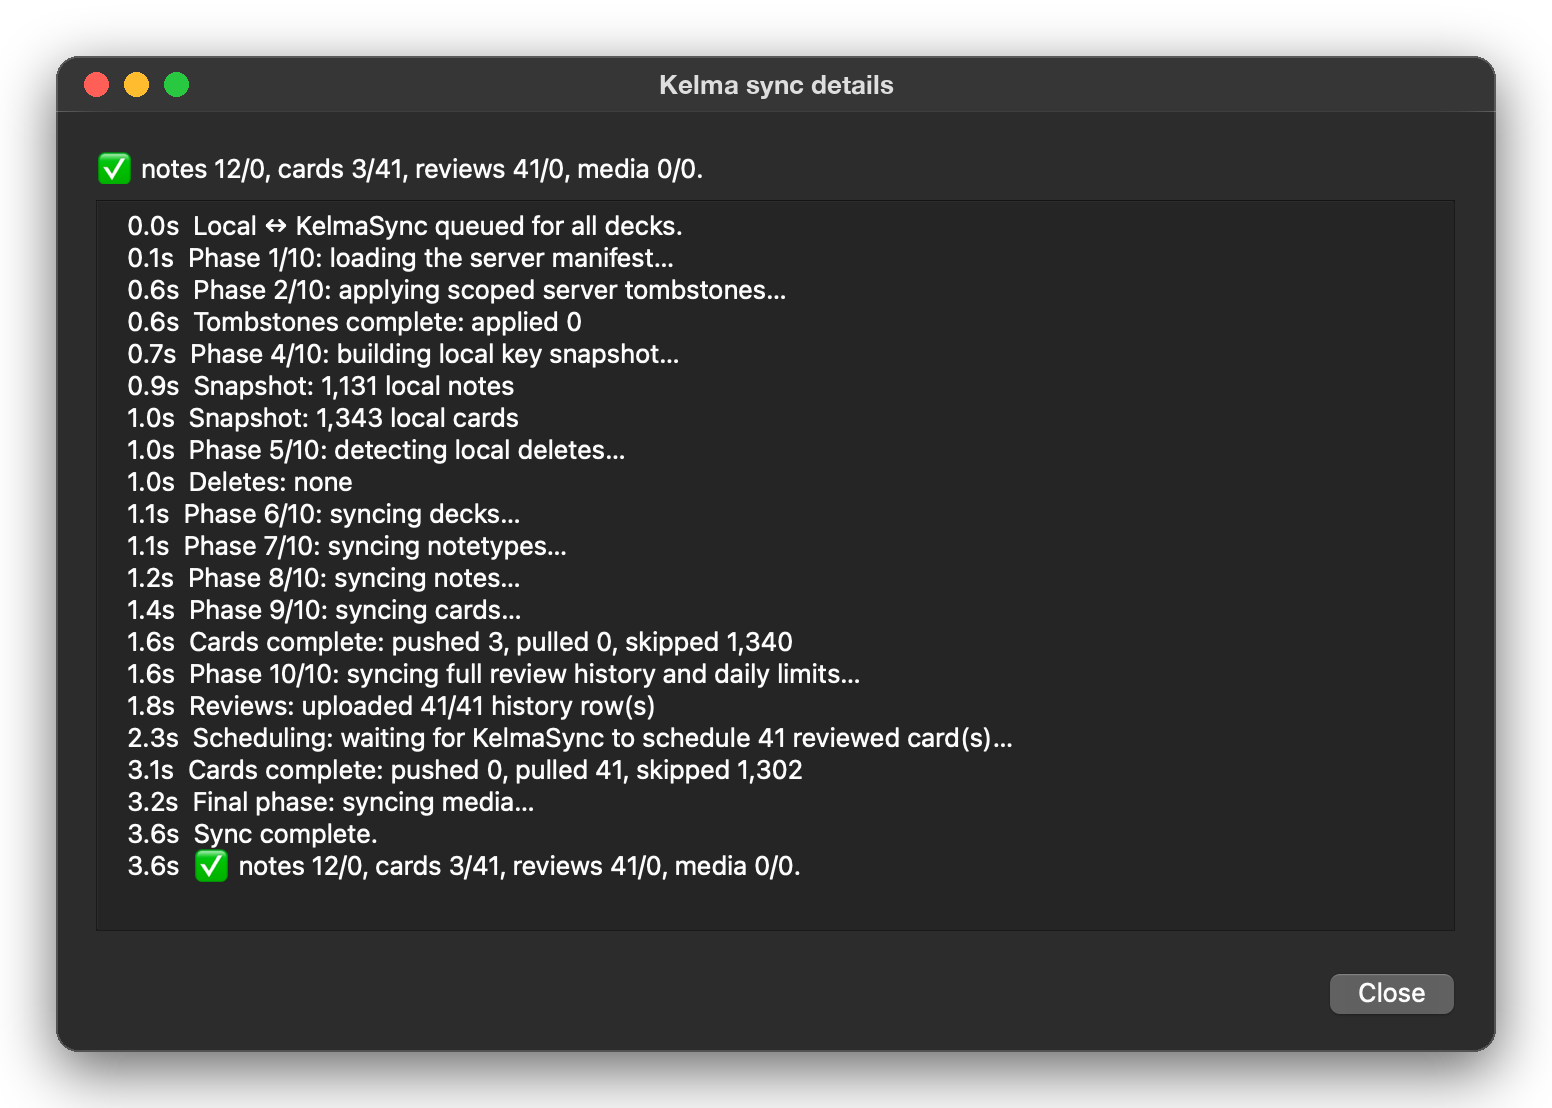 Kelma sync details
✅ notes 12/0, cards 3/41, reviews 41/0, media 0/0.
0.0s Local ↔ KelmaSync queued for all decks.
0.1s Phase 1/10: loading the server manifest...
0.6s Phase 2/10: applying scoped server tombstones...
0.6s Tombstones complete: applied 0
0.7s Phase 4/10: building local key snapshot...
0.9s Snapshot: 1,131 local notes
1.0s Snapshot: 1,343 local cards
1.0s Phase 5/10: detecting local deletes...
1.0s Deletes: none
1.1s Phase 6/10: syncing decks...
1.1s Phase 7/10: syncing notetypes...
1.2s Phase 8/10: syncing notes...
1.4s Phase 9/10: syncing cards...
1.6s Cards complete: pushed 3, pulled 0, skipped 1,340
1.6s Phase 10/10: syncing full review history and daily limits...
1.8s Reviews: uploaded 41/41 history row(s)
2.3s Scheduling: waiting for KelmaSync to schedule 41 reviewed card(s)...
3.1s Cards complete: pushed 0, pulled 41, skipped 1,302
3.2s Final phase: syncing media...
3.6s Sync complete.
3.6s ✅ notes 12/0, cards 3/41, reviews 41/0, media 0/0.
Close